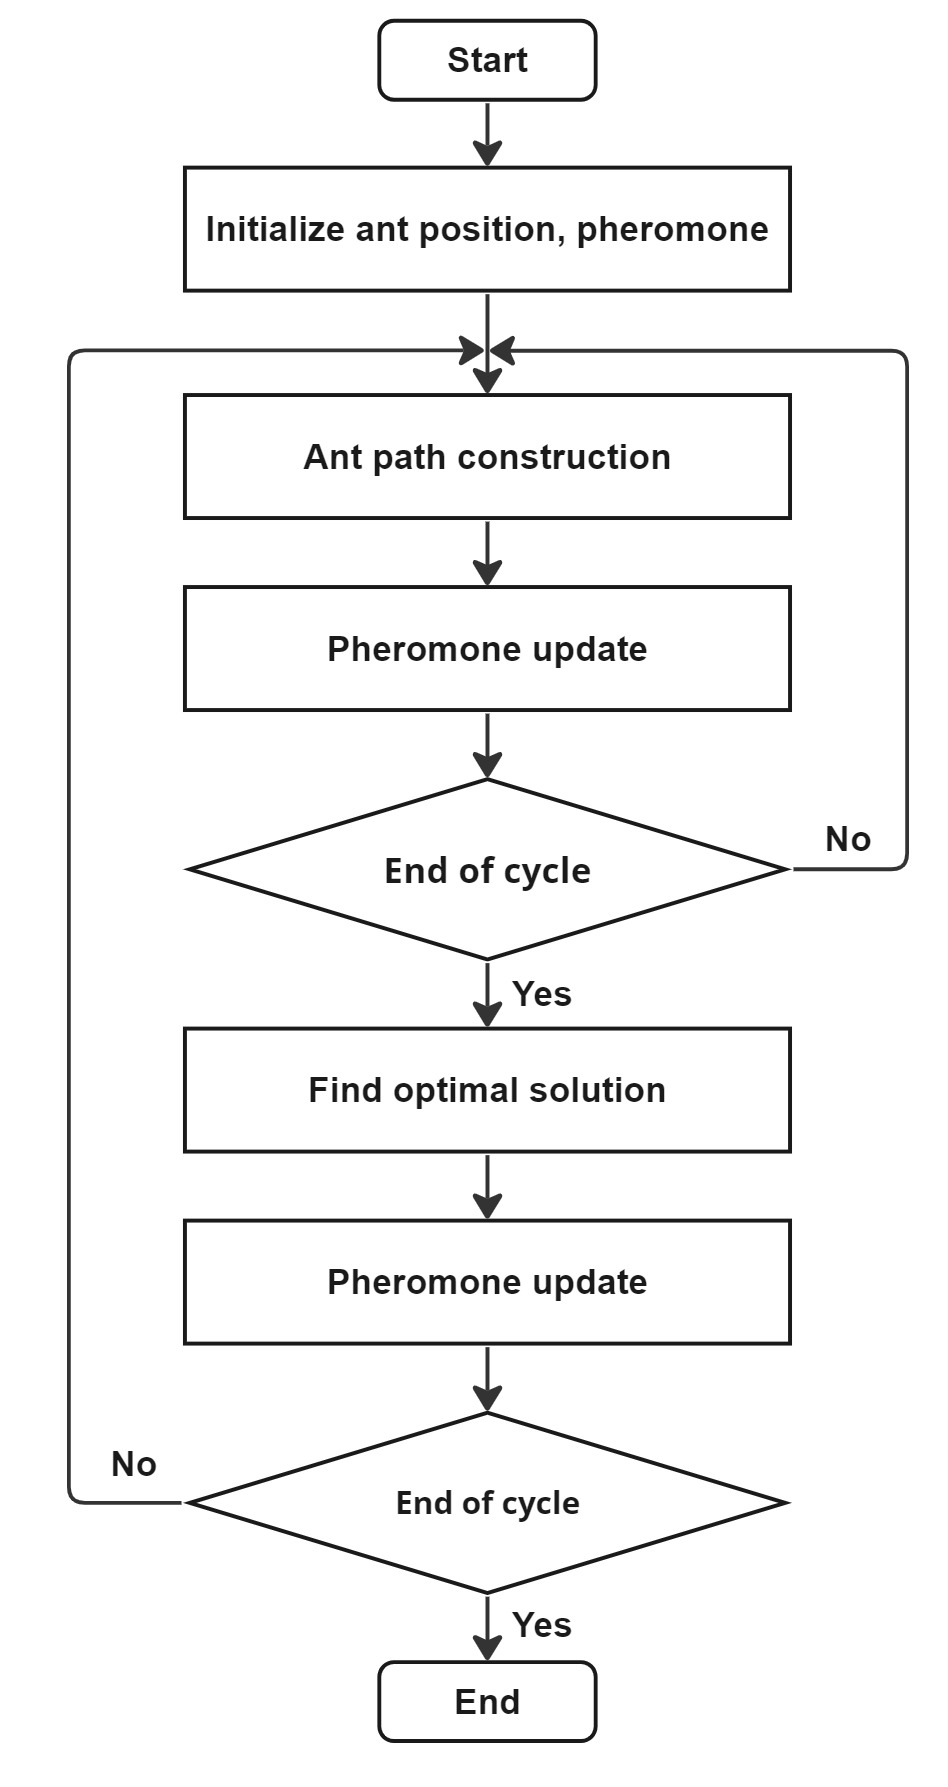 Start
Initialize ant position, pheromone
Ant path construction
Pheromone update
End of cycle
No
Yes
Find optimal solution
Pheromone update
End of cycle
No
Yes
End